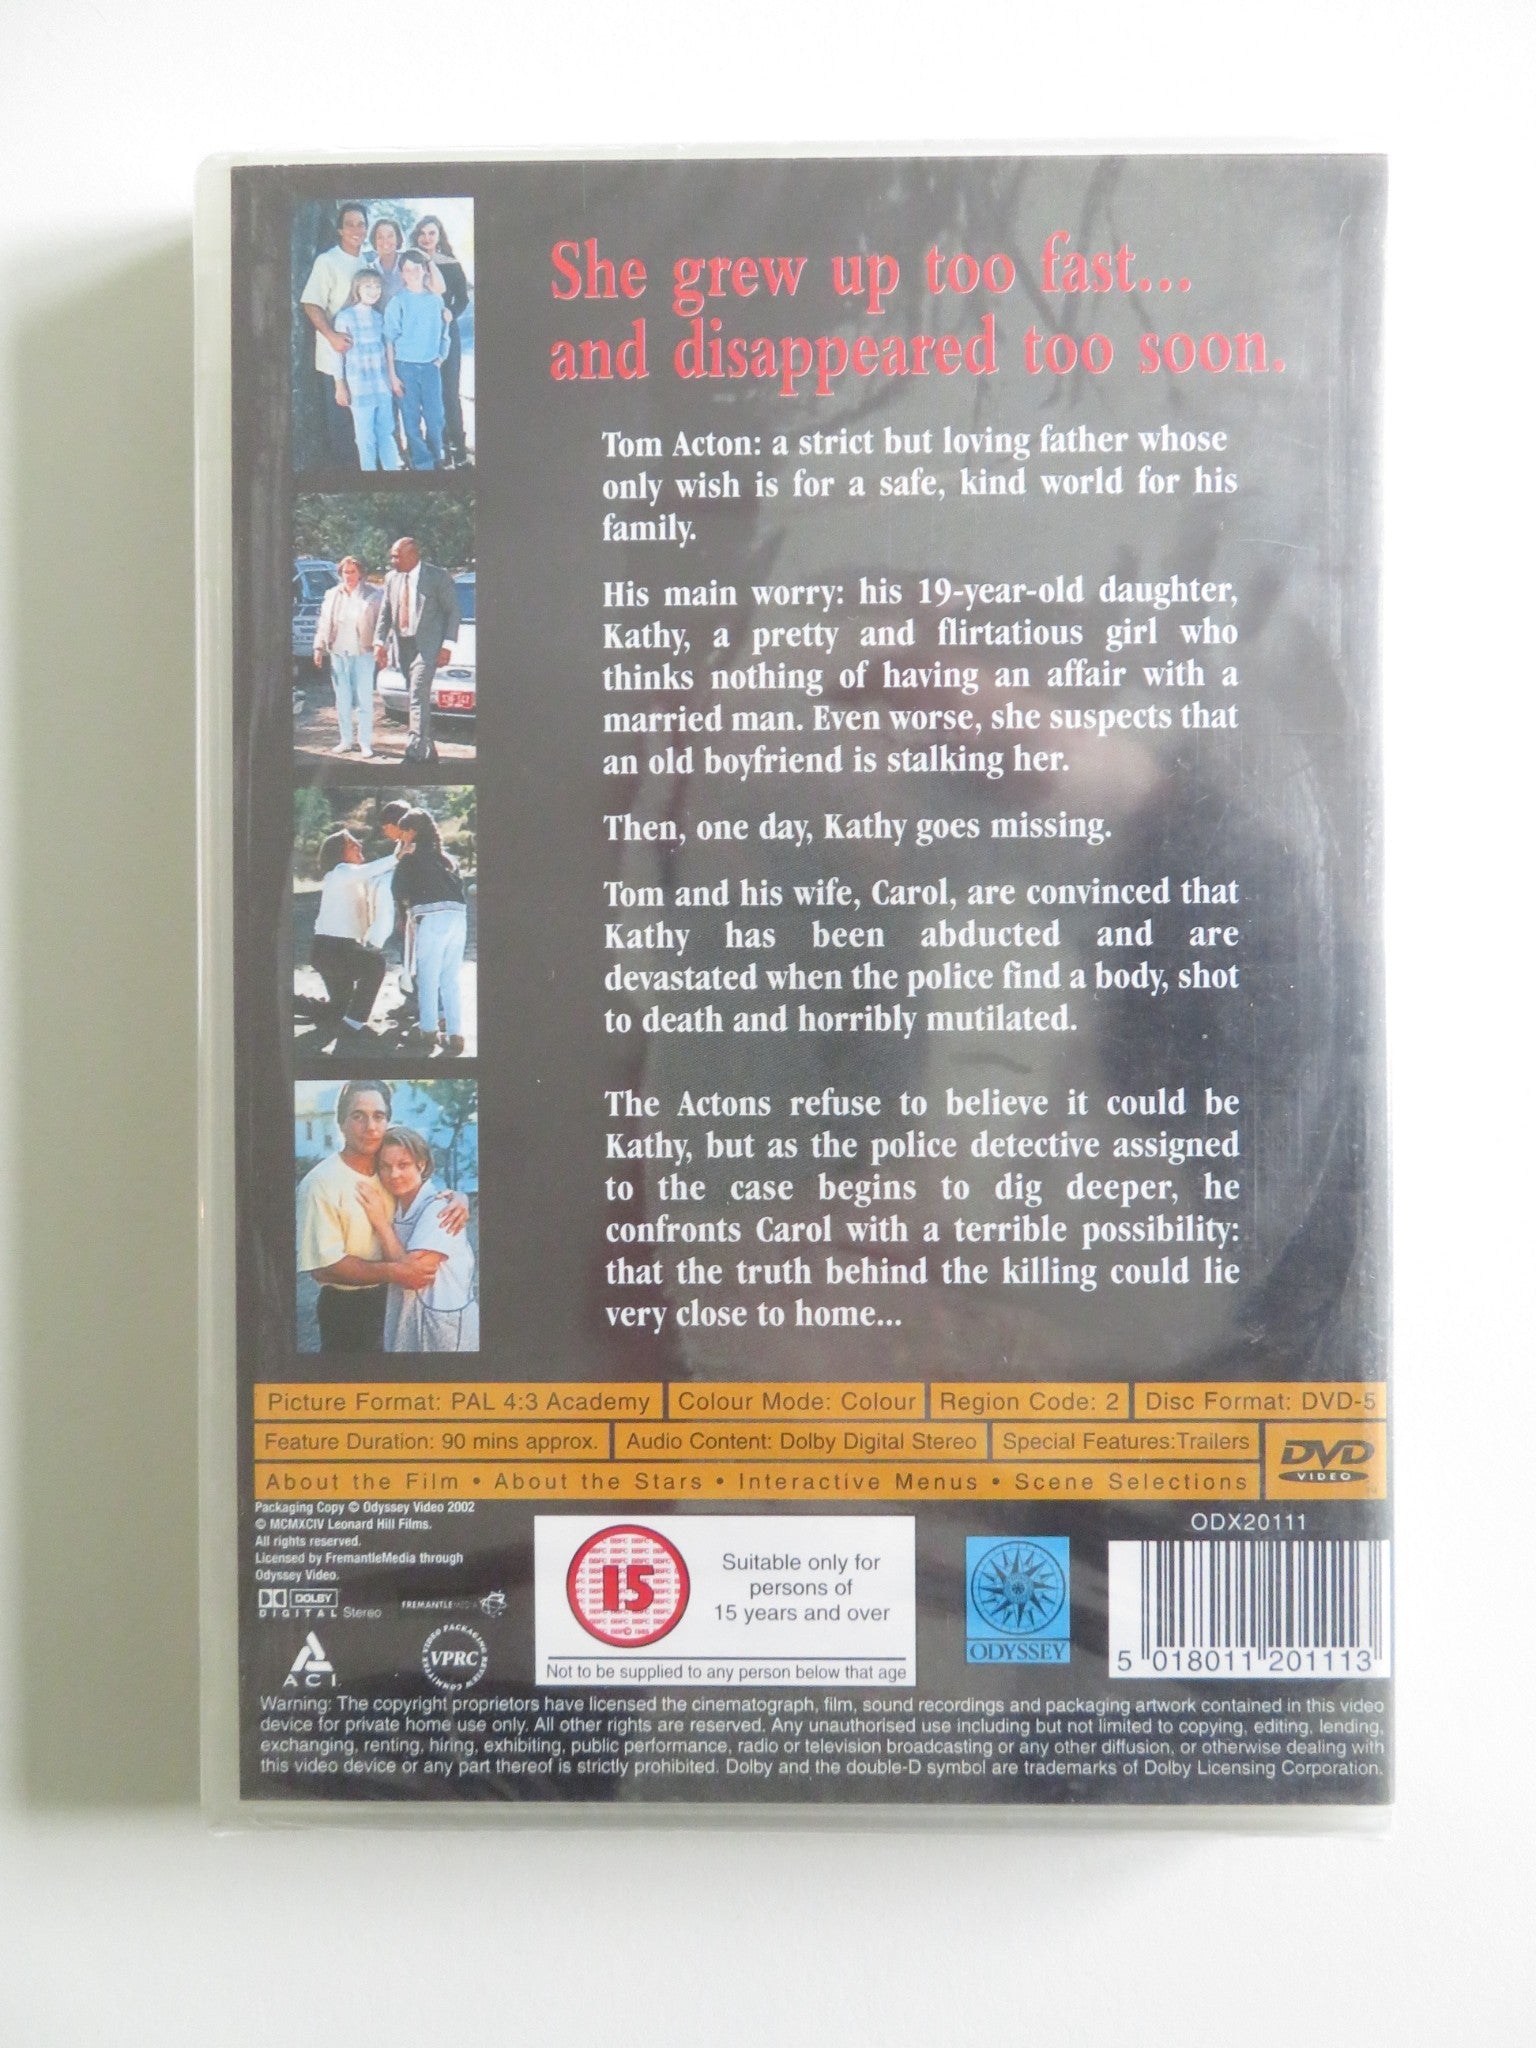 She grew up too fast...
and disappeared too soon.
Tom Acton: a strict but loving father whose
only wish is for a safe, kind world for his
family.
His main worry: his 19-year-old daughter,
Kathy, a pretty and flirtatious girl who
thinks nothing of having an affair with a
married man. Even worse, she suspects that
an old boyfriend is stalking her.
Then, one day, Kathy goes missing.
Tom and his wife, Carol, are convinced that
Kathy has been abducted and are
devastated when the police find a body, shot
to death and horribly mutilated.
The Actons refuse to believe it could be
Kathy, but as the police detective assigned
to the case begins to dig deeper, he
confronts Carol with a terrible possibility:
that the truth behind the killing could lie
very close to home...
Picture Format: PAL 4:3 Academy Colour Mode: Colour Region Code: 2 Disc Format: DVD-5
Feature Duration: 90 mins approx. Audio Content: Dolby Digital Stereo Special Features:Trailers
About the Film • About the Stars • Interactive Menus • Scene Selections
DVD
VIDEO
Packaging Copy © Odyssey Video 2002
© MCMXCIV Leonard Hill Films.
All rights reserved.
Licensed by FremantleMedia through
Odyssey Video.
DOLBY
DIGITAL Stereo
FREMANTLEMEDIA
ACI
VIDEO PACKAGING REVIEW COMMITTEE
VPRC
15
Suitable only for
persons of
15 years and over
Not to be supplied to any person below that age
ODYSSEY
ODX20111
5 018011 201113
Warning: The copyright proprietors have licensed the cinematograph, film, sound recordings and packaging artwork contained in this video
device for private home use only. All other rights are reserved. Any unauthorised use including but not limited to copying, editing, lending,
exchanging, renting, hiring, exhibiting, public performance, radio or television broadcasting or any other diffusion, or otherwise dealing with
this video device or any part thereof is strictly prohibited. Dolby and the double-D symbol are trademarks of Dolby Licensing Corporation.